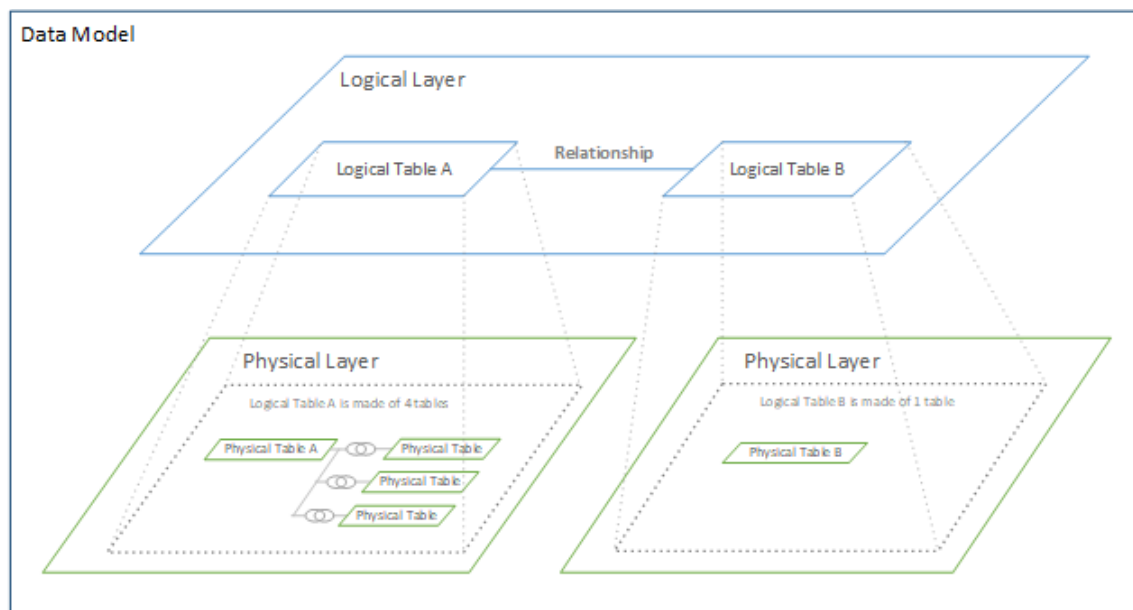 Data Model
Logical Layer
Logical Table A
Relationship
Logical Table B
Physical Layer
Logical Table A is made of 4 tables
Physical Table A
Physical Table
Physical Table
Physical Table
Physical Layer
Logical Table B is made of 1 table
Physical Table B